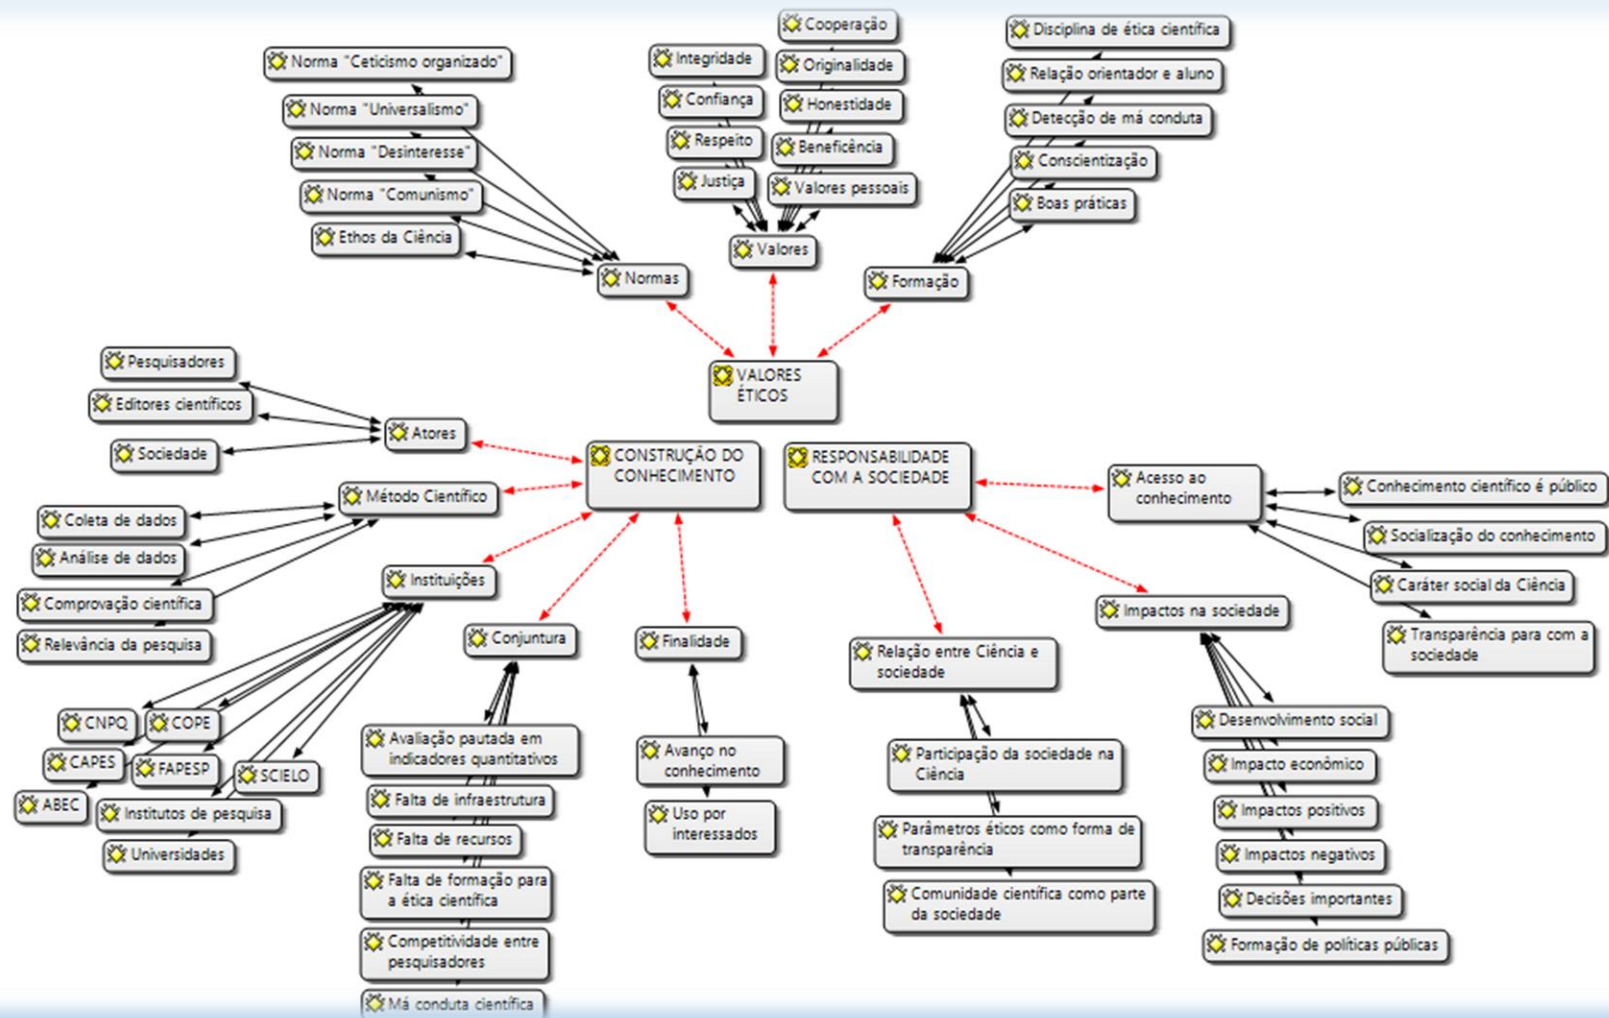 Cooperação
Disciplina de ética científica
Norma "Ceticismo organizado"
Integridade
Originalidade
Relação orientador e aluno
Norma "Universalismo"
Confiança
Honestidade
Detecção de má conduta
Norma "Desinteresse"
Respeito
Beneficência
Conscientização
Norma "Comunismo"
Justiça
Valores pessoais
Boas práticas
Ethos da Ciência
Valores
Normas
Formação
VALORES
ÉTICOS
Pesquisadores
Editores científicos
Sociedade
Atores
CONSTRUÇÃO DO
CONHECIMENTO
RESPONSABILIDADE
COM A SOCIEDADE
Acesso ao
conhecimento
Conhecimento científico é público
Socialização do conhecimento
Caráter social da Ciência
Transparência para com a
sociedade
Método Científico
Coleta de dados
Análise de dados
Comprovação científica
Relevância da pesquisa
Instituições
Conjuntura
Finalidade
Relação entre Ciência e
sociedade
Impactos na sociedade
CNPQ
COPE
CAPES
FAPESP
SCIELO
ABEC
Institutos de pesquisa
Universidades
Avaliação pautada em
indicadores quantitativos
Falta de infraestrutura
Falta de recursos
Falta de formação para
a ética científica
Competitividade entre
pesquisadores
Má conduta científica
Avanço no
conhecimento
Uso por
interessados
Participação da sociedade na
Ciência
Parâmetros éticos como forma de
transparência
Comunidade científica como parte
da sociedade
Desenvolvimento social
Impacto econômico
Impactos positivos
Impactos negativos
Decisões importantes
Formação de políticas públicas